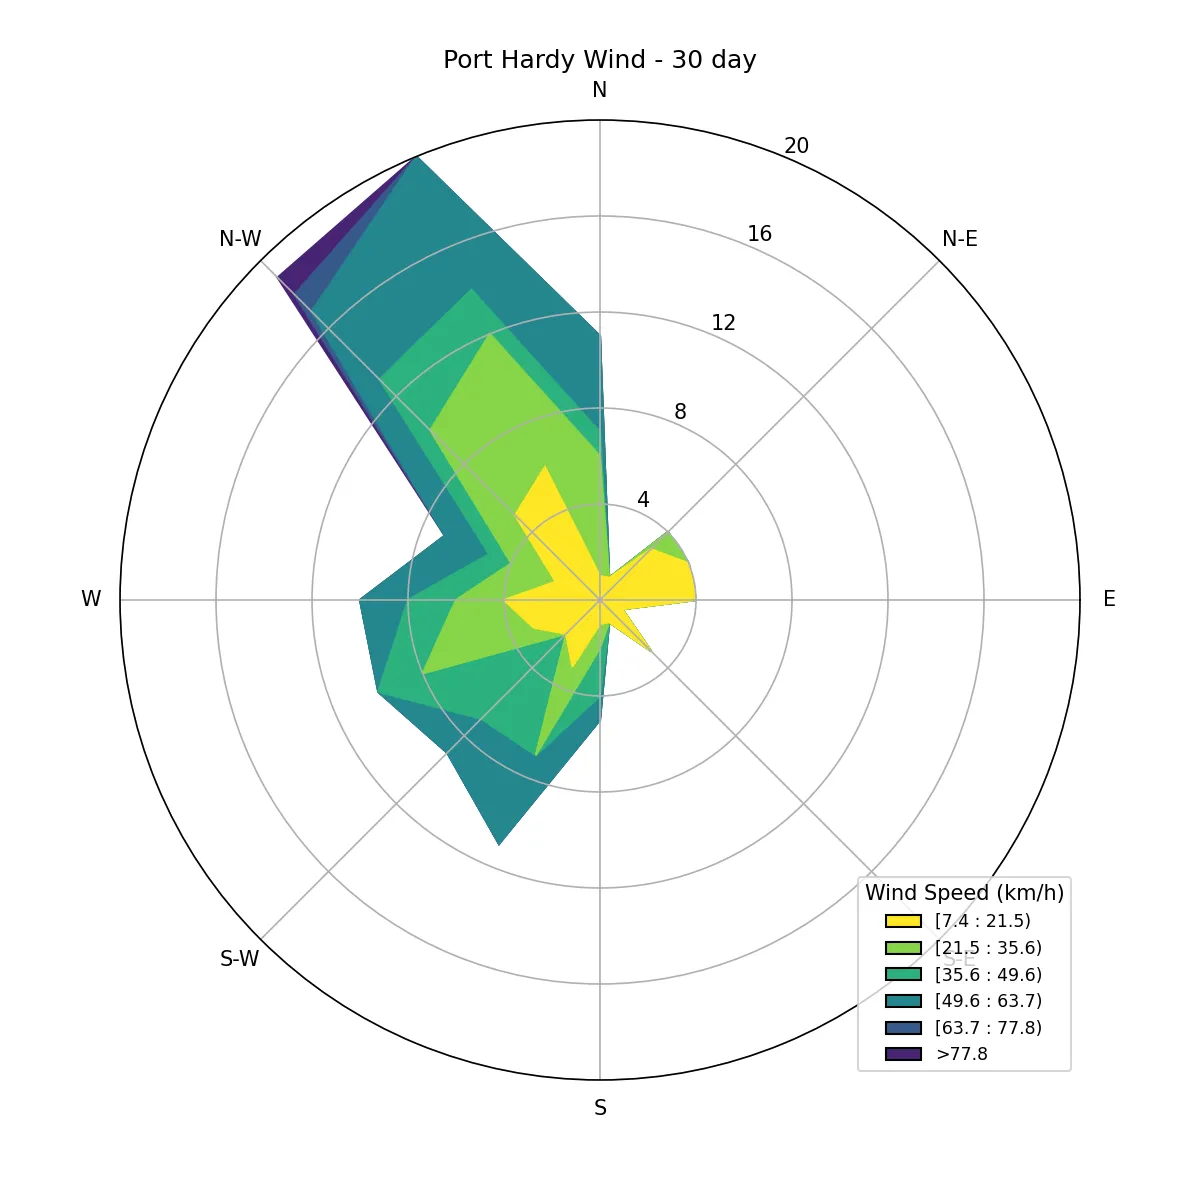 Port Hardy Wind - 30 day
N
20
N-W
16
N-E
12
8
4
W
E
S-W
S-E
S
Wind Speed (km/h)
[7.4 : 21.5)
[21.5 : 35.6)
[35.6 : 49.6)
[49.6 : 63.7)
[63.7 : 77.8)
>77.8